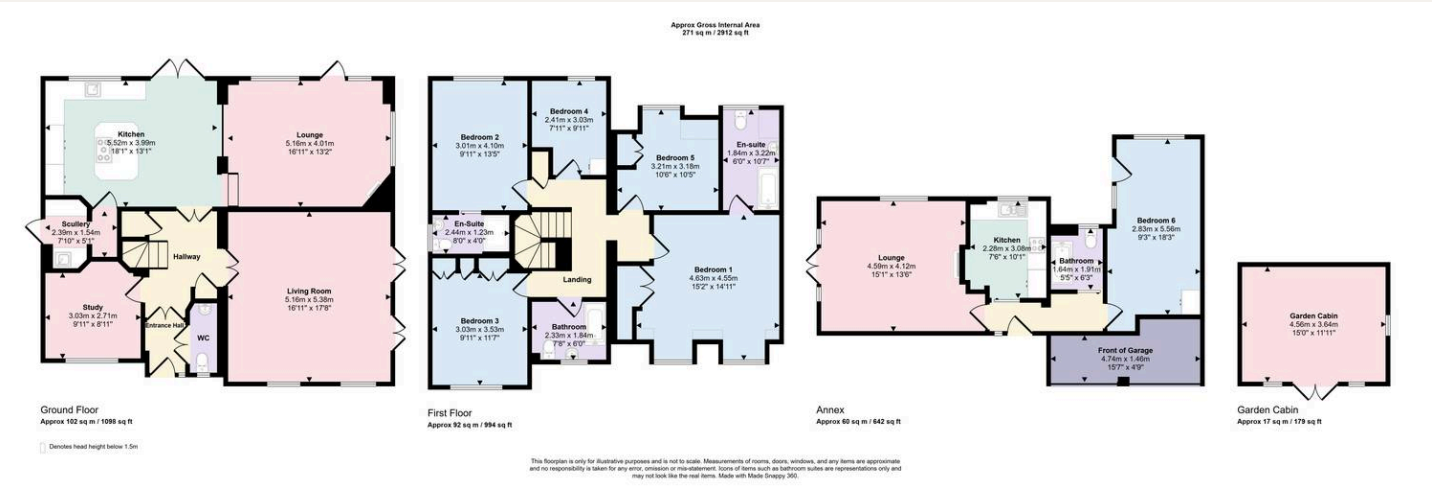 Approx Gross Internal Area
271 sq m / 2912 sq ft
Kitchen
5.52m x 3.99m
18'1" x 13'1"
Lounge
5.16m x 4.01m
16'11" x 13'2"
Scullery
2.39m x 1.54m
7'10" x 5'1"
Hallway
Study
3.03m x 2.71m
9'11" x 8'11"
Entrance Hall
WC
Living Room
5.16m x 5.38m
16'11" x 17'8"
Ground Floor
Approx 102 sq m / 1098 sq ft
Denotes head height below 1.5m
Bedroom 2
3.01m x 4.10m
9'11" x 13'5"
Bedroom 4
2.41m x 3.03m
7'11" x 9'11"
Bedroom 5
3.21m x 3.18m
10'6" x 10'5"
En-suite
1.84m x 3.22m
6'0" x 10'7"
En-Suite
2.44m x 1.23m
8'0" x 4'0"
Landing
Bedroom 1
4.63m x 4.55m
15'2" x 14'11"
Bedroom 3
3.03m x 3.53m
9'11" x 11'7"
Bathroom
2.33m x 1.84m
7'8" x 6'0"
First Floor
Approx 92 sq m / 994 sq ft
Lounge
4.59m x 4.12m
15'1" x 13'6"
Kitchen
2.28m x 3.08m
7'6" x 10'1"
Bathroom
1.64m x 1.91m
5'5" x 6'3"
Bedroom 6
2.83m x 5.56m
9'3" x 18'3"
Front of Garage
4.74m x 1.46m
15'7" x 4'9"
Annex
Approx 60 sq m / 642 sq ft
Garden Cabin
4.56m x 3.64m
15'0" x 11'11"
Garden Cabin
Approx 17 sq m / 179 sq ft
This floorplan is only for illustrative purposes and is not to scale. Measurements of rooms, doors, windows, and any items are approximate
and no responsibility is taken for any error, omission or mis-statement. Icons of items such as bathroom suites are representations only and
may not look like the real items. Made with Made Snappy 360.